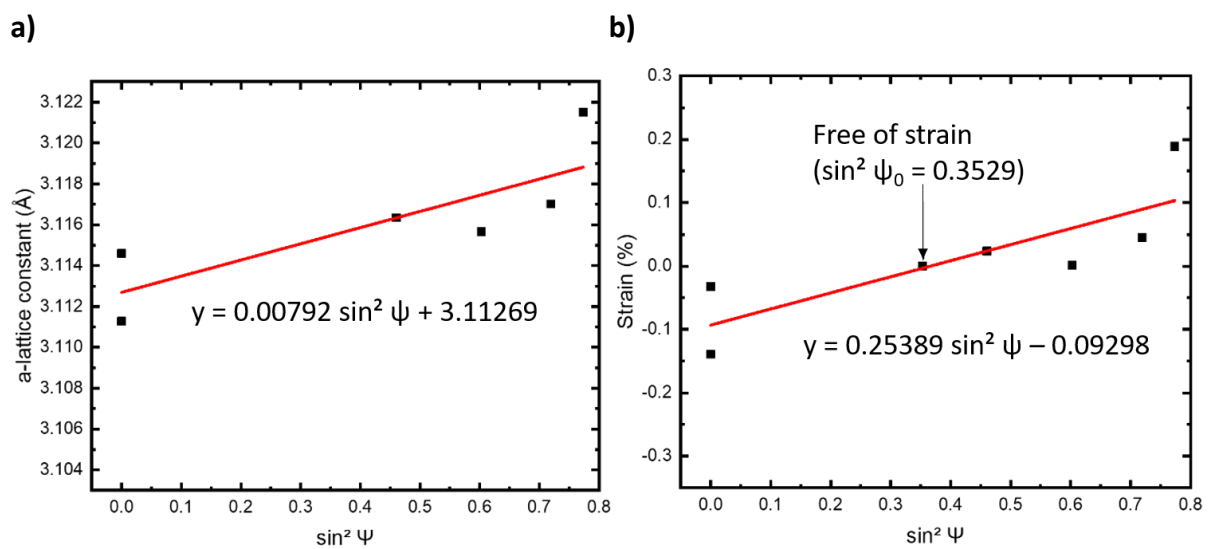 a)
a-lattice constant (Å)
3.122
3.120
3.118
3.116
3.114
3.112
3.110
3.108
3.106
3.104
y = 0.00792 sin² ψ + 3.11269
0.0 0.1 0.2 0.3 0.4 0.5 0.6 0.7 0.8
sin² Ψ
b)
Strain (%)
0.3
0.2
0.1
0.0
-0.1
-0.2
-0.3
Free of strain
(sin² ψ₀ = 0.3529)
y = 0.25389 sin² ψ – 0.09298
0.0 0.1 0.2 0.3 0.4 0.5 0.6 0.7 0.8
sin² Ψ